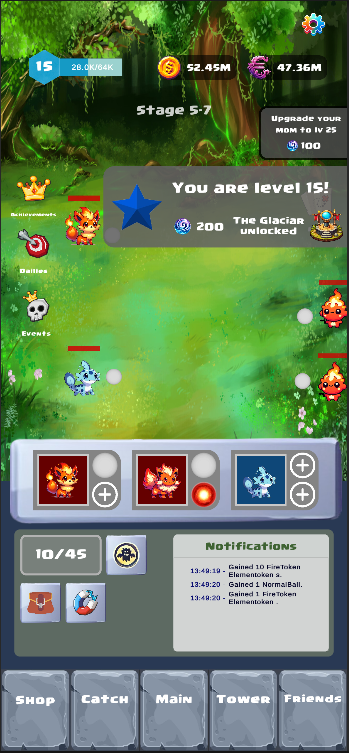 15
28.0K/64K
52.45M
47.36M
Stage 5-7
Upgrade your
mom to lv 25
100
You are level 15!
200
The Glaciar
unlocked
Achievements
Dailies
Events
10/45
Notifications
13:49:19 - Gained 10 FireToken
Elementoken s.
13:49:20 - Gained 1 NormalBall.
13:49:20 - Gained 1 FireToken
Elementoken .
Shop
Catch
Main
Tower
Friends